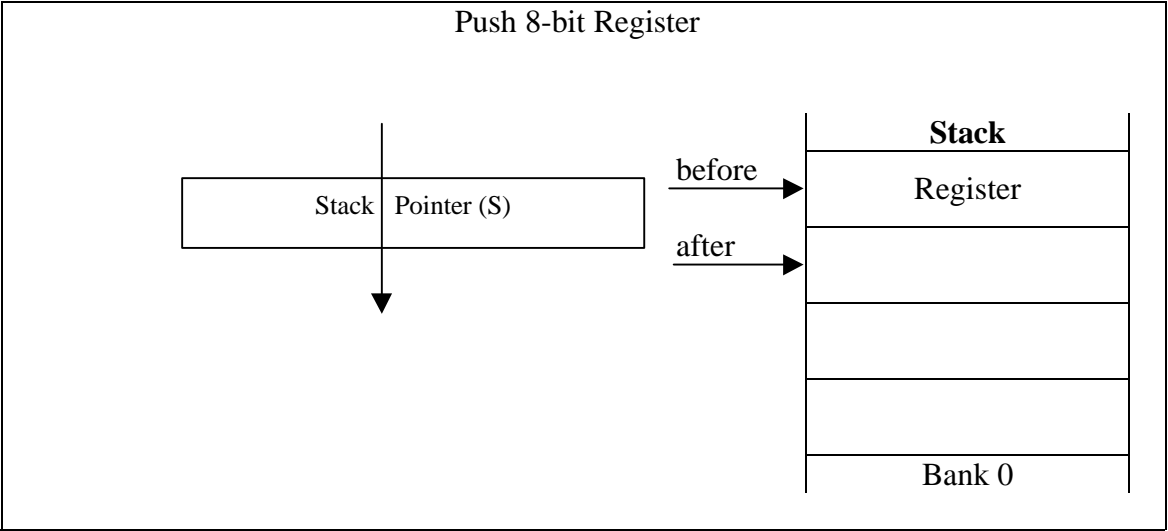 Push 8-bit Register
Stack
before
Register
Stack Pointer (S)
after
Bank 0